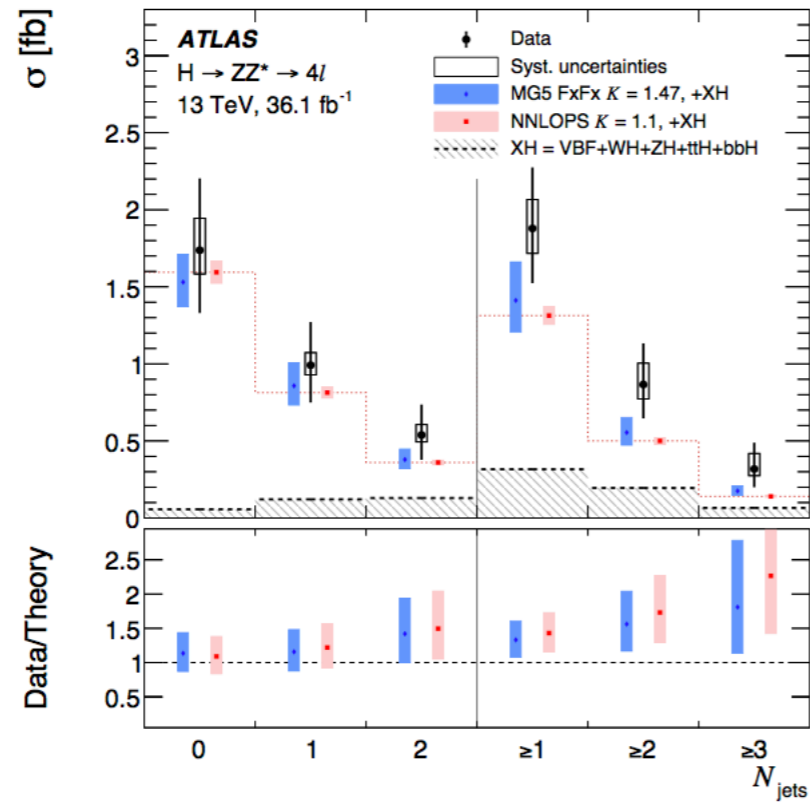 σ [fb]
3
2.5
2
1.5
1
0.5
0
ATLAS
H → ZZ* → 4l
13 TeV, 36.1 fb⁻¹
Data
Syst. uncertainties
MG5 FxFx K = 1.47, +XH
NNLOPS K = 1.1, +XH
XH = VBF+WH+ZH+ttH+bbH
Data/Theory
2.5
2
1.5
1
0.5
0 1 2 ≥1 ≥2 ≥3
N_jets